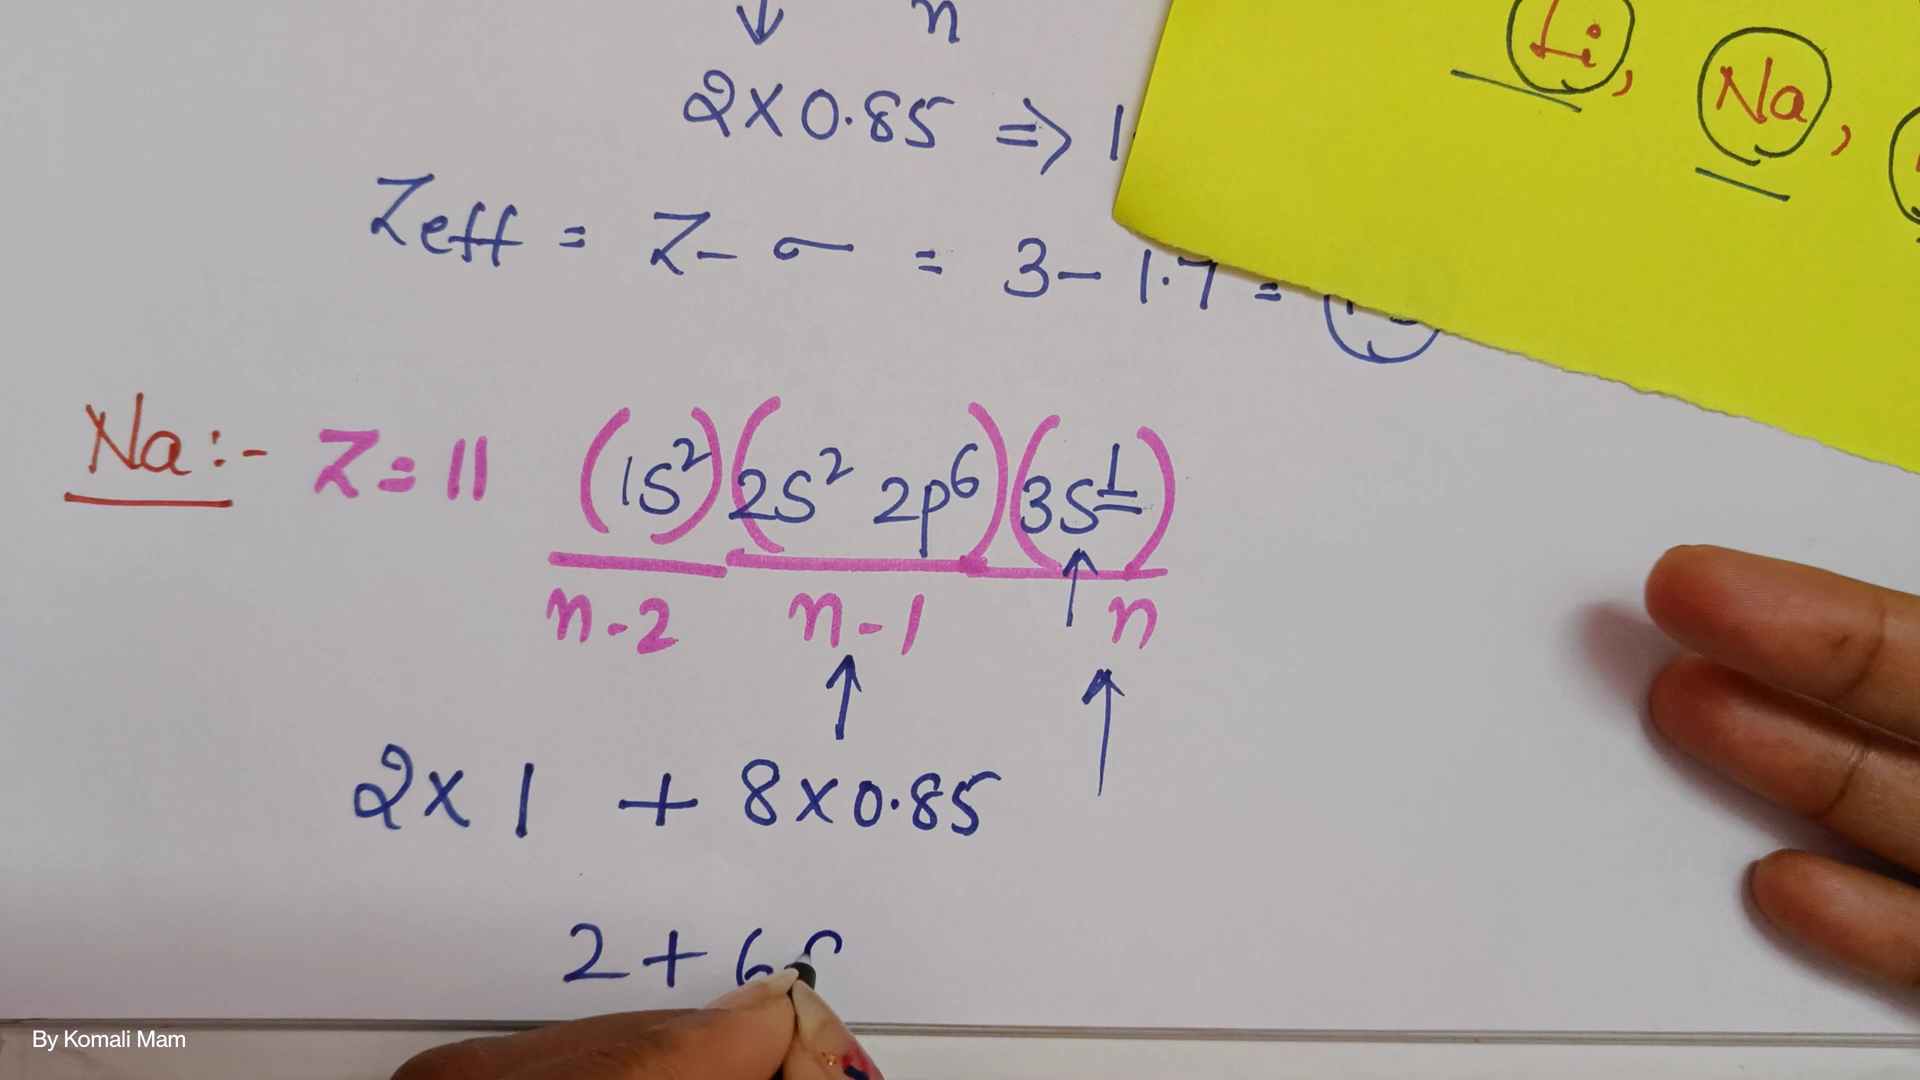 n
2×0.85 => 1.
Zeff = Z-σ = 3-1.7 =
Li, Na,
Na:- Z=11 (1s²)(2s² 2p⁶)(3s¹)
n-2 n-1 n
2×1 + 8×0.85
2+6.
By Komali Mam